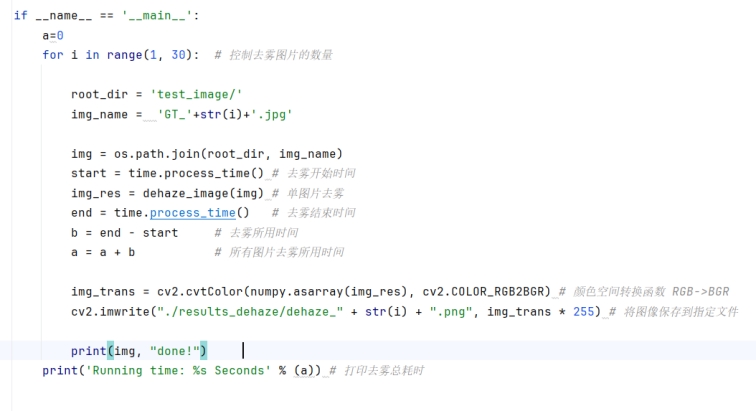 if __name__ == '__main__':
    a=0
    for i in range(1, 30):  # 控制去雾图片的数量
        root_dir = 'test_image/'
        img_name =  'GT_'+str(i)+'.jpg'
        img = os.path.join(root_dir, img_name)
        start = time.process_time() # 去雾开始时间
        img_res = dehaze_image(img) # 单图片去雾
        end = time.process_time()   # 去雾结束时间
        b = end - start     # 去雾所用时间
        a = a + b           # 所有图片去雾所用时间
        img_trans = cv2.cvtColor(numpy.asarray(img_res), cv2.COLOR_RGB2BGR) # 颜色空间转换函数 RGB->BGR
        cv2.imwrite("./results_dehaze/dehaze_" + str(i) + ".png", img_trans * 255) # 将图像保存到指定文件
        print(img, "done!")
    print('Running time: %s Seconds' % (a)) # 打印去雾总耗时